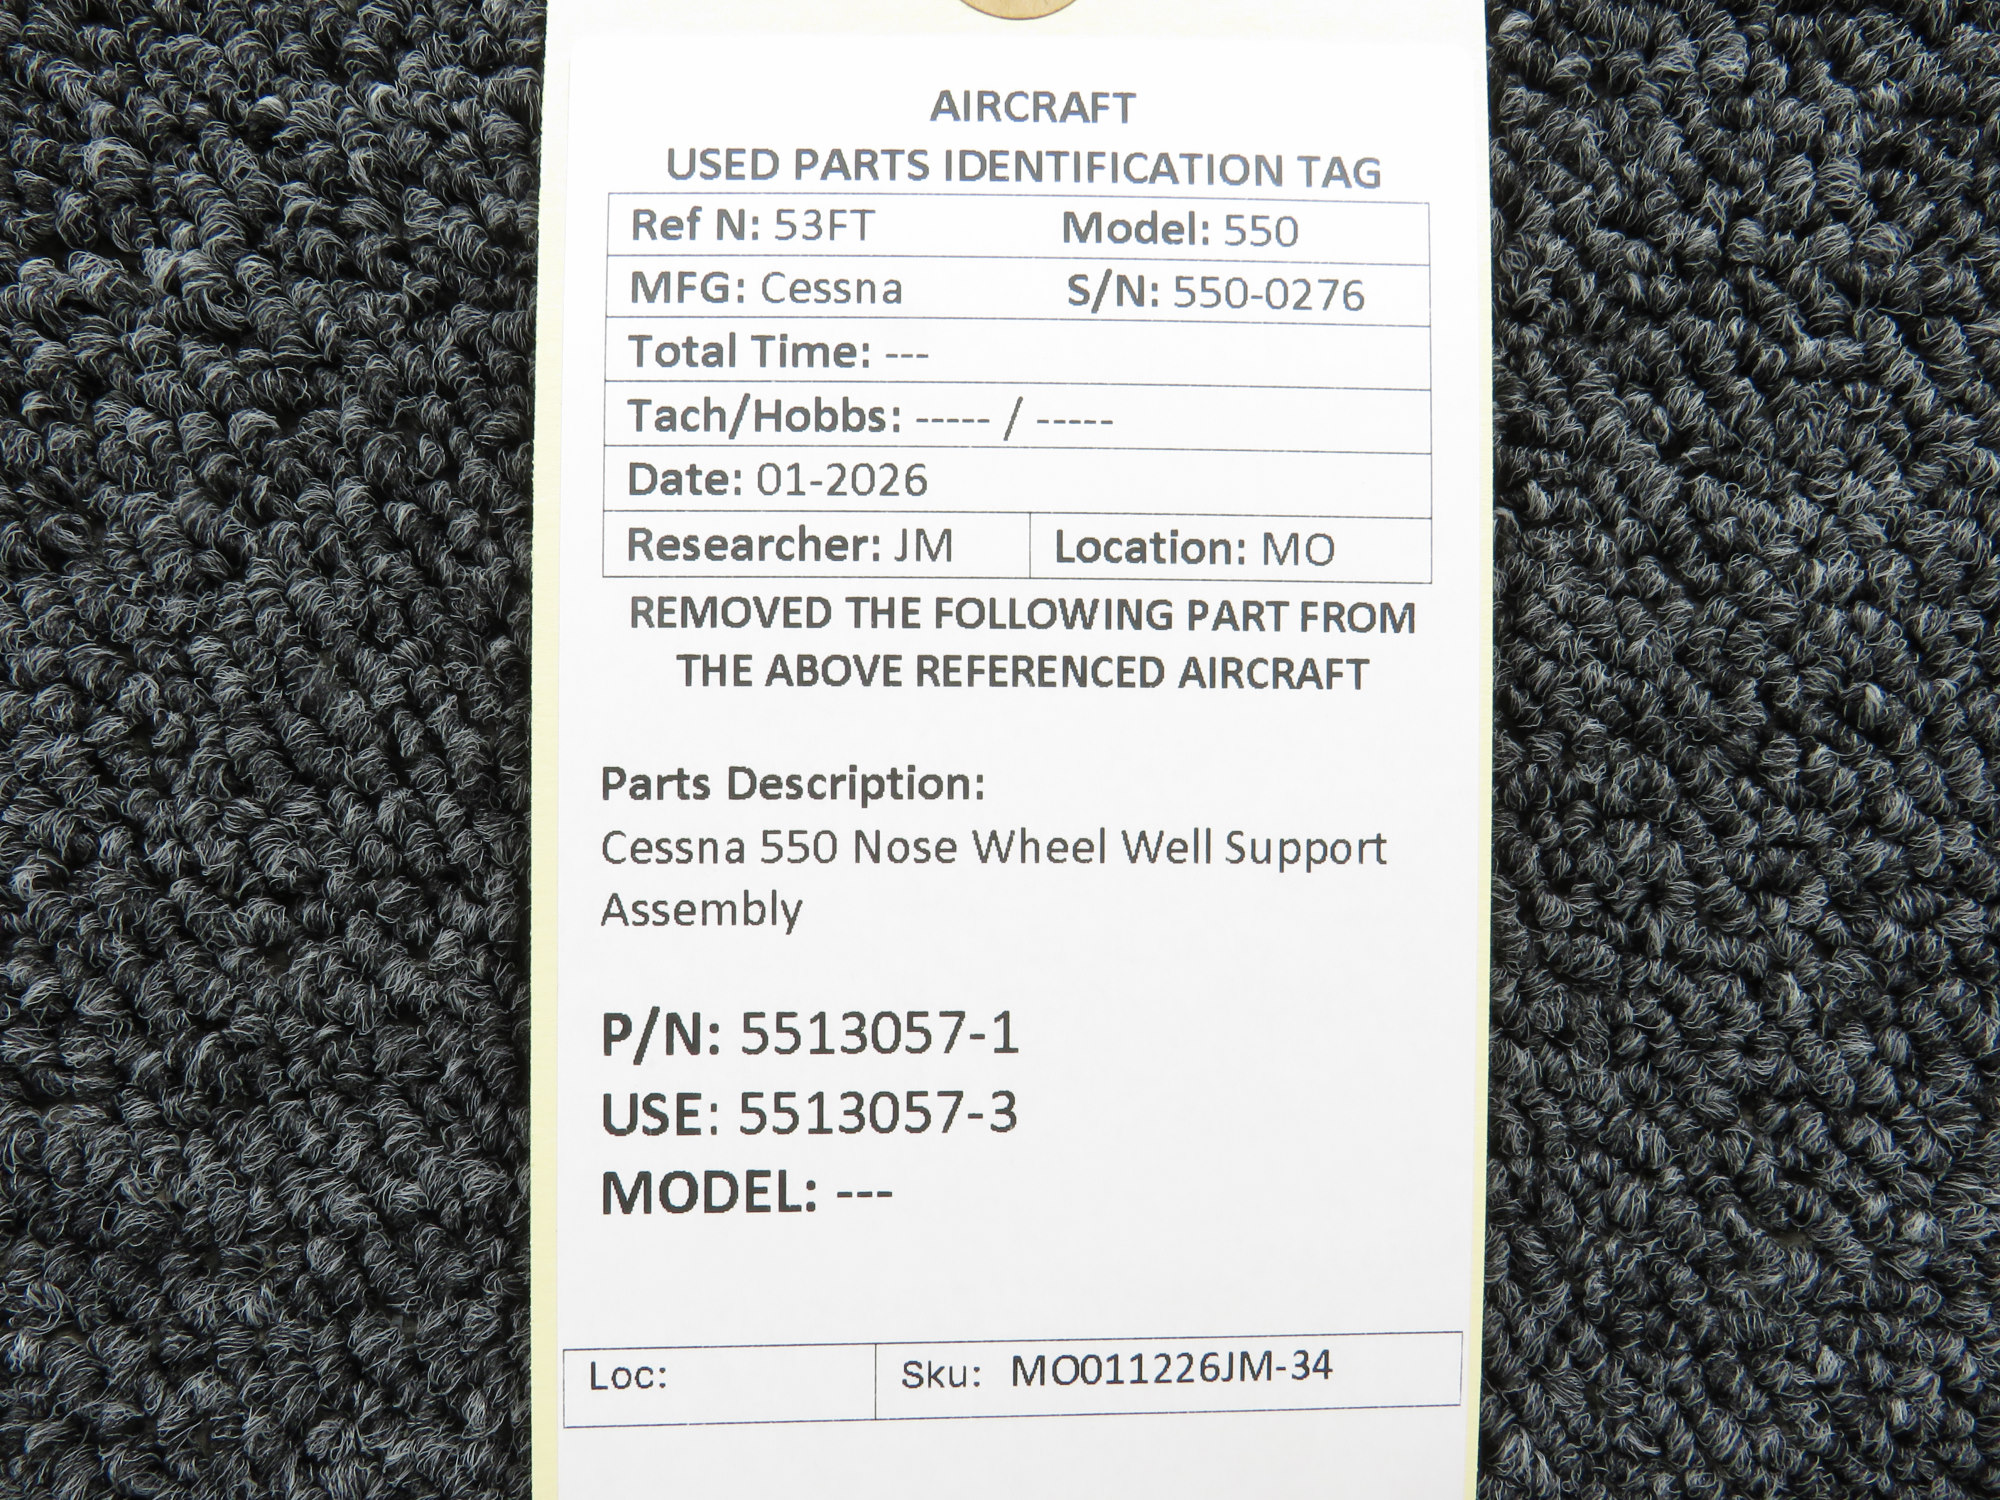 AIRCRAFT
USED PARTS IDENTIFICATION TAG
Ref N: 53FT Model: 550
MFG: Cessna S/N: 550-0276
Total Time: ---
Tach/Hobbs: ----- / -----
Date: 01-2026
Researcher: JM Location: MO
REMOVED THE FOLLOWING PART FROM
THE ABOVE REFERENCED AIRCRAFT
Parts Description:
Cessna 550 Nose Wheel Well Support
Assembly
P/N: 5513057-1
USE: 5513057-3
MODEL: ---
Loc: Sku: MO011226JM-34